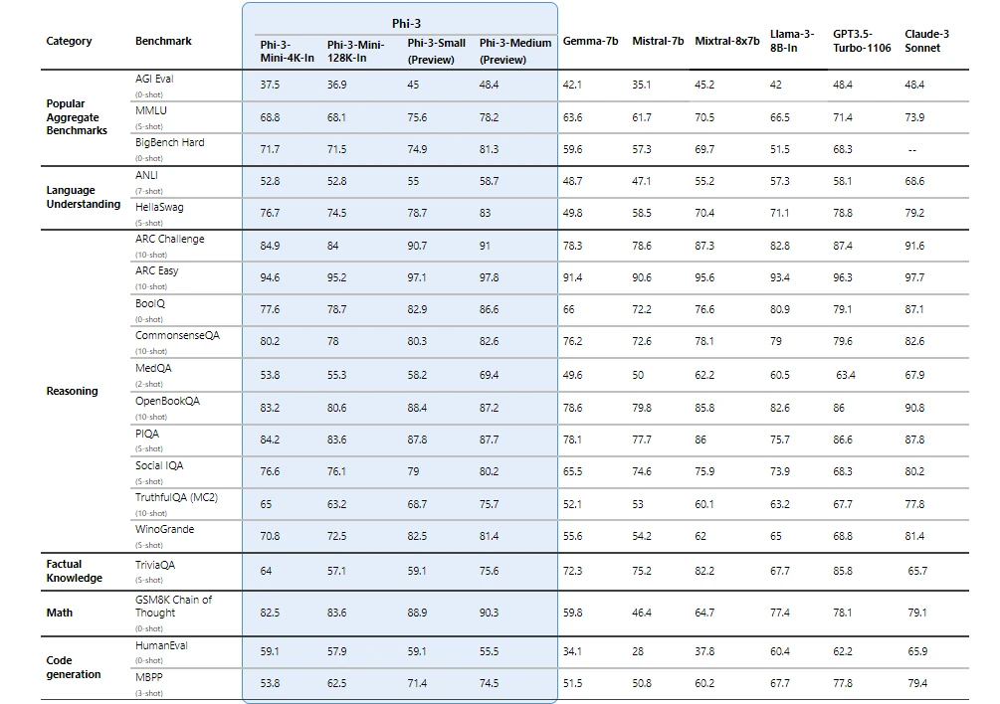 Phi-3
Category Benchmark Phi-3-Mini-4K-In Phi-3-Mini-128K-In Phi-3-Small (Preview) Phi-3-Medium (Preview) Gemma-7b Mistral-7b Mixtral-8x7b Llama-3-8B-In GPT3.5-Turbo-1106 Claude-3 Sonnet
Popular Aggregate Benchmarks
AGI Eval (0-shot) 37.5 36.9 45 48.4 42.1 35.1 45.2 42 48.4 48.4
MMLU (5-shot) 68.8 68.1 75.6 78.2 63.6 61.7 70.5 66.5 71.4 73.9
BigBench Hard (0-shot) 71.7 71.5 74.9 81.3 59.6 57.3 69.7 51.5 68.3 --
Language Understanding
ANLI (7-shot) 52.8 52.8 55 58.7 48.7 47.1 55.2 57.3 58.1 68.6
HellaSwag (5-shot) 76.7 74.5 78.7 83 49.8 58.5 70.4 71.1 78.8 79.2
Reasoning
ARC Challenge (10-shot) 84.9 84 90.7 91 78.3 78.6 87.3 82.8 87.4 91.6
ARC Easy (10-shot) 94.6 95.2 97.1 97.8 91.4 90.6 95.6 93.4 96.3 97.7
BoolQ (0-shot) 77.6 78.7 82.9 86.6 66 72.2 76.6 80.9 79.1 87.1
CommonsenseQA (10-shot) 80.2 78 80.3 82.6 76.2 72.6 78.1 79 79.6 82.6
MedQA (2-shot) 53.8 55.3 58.2 69.4 49.6 50 62.2 60.5 63.4 67.9
OpenBookQA (10-shot) 83.2 80.6 88.4 87.2 78.6 79.8 85.8 82.6 86 90.8
PIQA (5-shot) 84.2 83.6 87.8 87.7 78.1 77.7 86 75.7 86.6 87.8
Social IQA (5-shot) 76.6 76.1 79 80.2 65.5 74.6 75.9 73.9 68.3 80.2
TruthfulQA (MC2) (10-shot) 65 63.2 68.7 75.7 52.1 53 60.1 63.2 67.7 77.8
WinoGrande (5-shot) 70.8 72.5 82.5 81.4 55.6 54.2 62 65 68.8 81.4
Factual Knowledge
TriviaQA (5-shot) 64 57.1 59.1 75.6 72.3 75.2 82.2 67.7 85.8 65.7
Math
GSM8K Chain of Thought (0-shot) 82.5 83.6 88.9 90.3 59.8 46.4 64.7 77.4 78.1 79.1
Code generation
HumanEval (0-shot) 59.1 57.9 59.1 55.5 34.1 28 37.8 60.4 62.2 65.9
MBPP (3-shot) 53.8 62.5 71.4 74.5 51.5 50.8 60.2 67.7 77.8 79.4